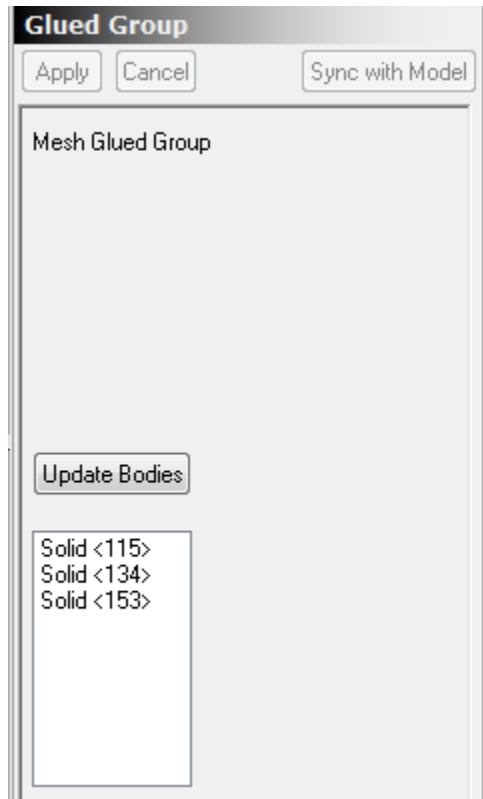 Glued Group
Apply Cancel Sync with Model
Mesh Glued Group
Update Bodies
Solid <115>
Solid <134>
Solid <153>